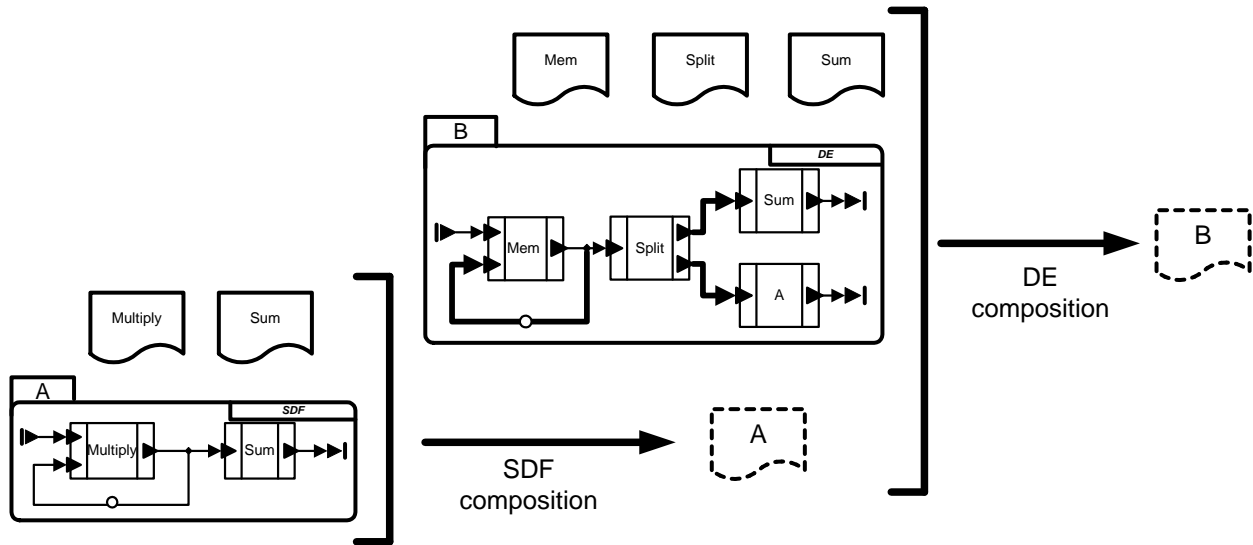 Mem
Split
Sum
B
DE
Sum
Mem
Split
A
B
DE
composition
Multiply
Sum
A
SDF
Multiply
Sum
A
SDF
composition